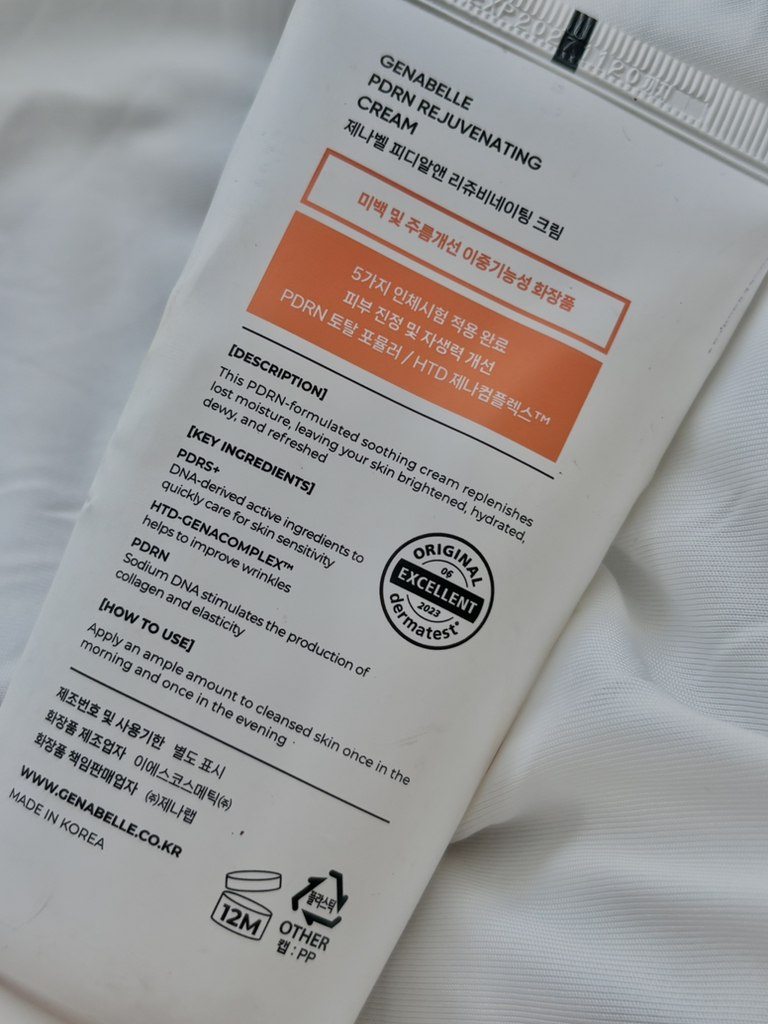 GENABELLE
PDRN REJUVENATING
CREAM
제나벨 피디알앤 리쥬비네이팅 크림
미백 및 주름개선 이중기능성 화장품
5가지 인체시험 적용 완료
피부 진정 및 자생력 개선
PDRN 토탈 포뮬러 / HTD 제나컴플렉스™
[DESCRIPTION]
This PDRN-formulated soothing cream replenishes
lost moisture, leaving your skin brightened, hydrated,
dewy, and refreshed
[KEY INGREDIENTS]
PDRS+
DNA-derived active ingredients to
quickly care for skin sensitivity
HTD-GENACOMPLEX™
helps to improve wrinkles
PDRN
Sodium DNA stimulates the production of
collagen and elasticity
ORIGINAL
06
EXCELLENT
2023
dermatest®
[HOW TO USE]
Apply an ample amount to cleansed skin once in the
morning and once in the evening
제조번호 및 사용기한 별도 표시
화장품 제조업자 이에스코스메틱㈜
화장품 책임판매업자 ㈜제나랩
WWW.GENABELLE.CO.KR
MADE IN KOREA
12M
플라스틱
OTHER
캡 : PP